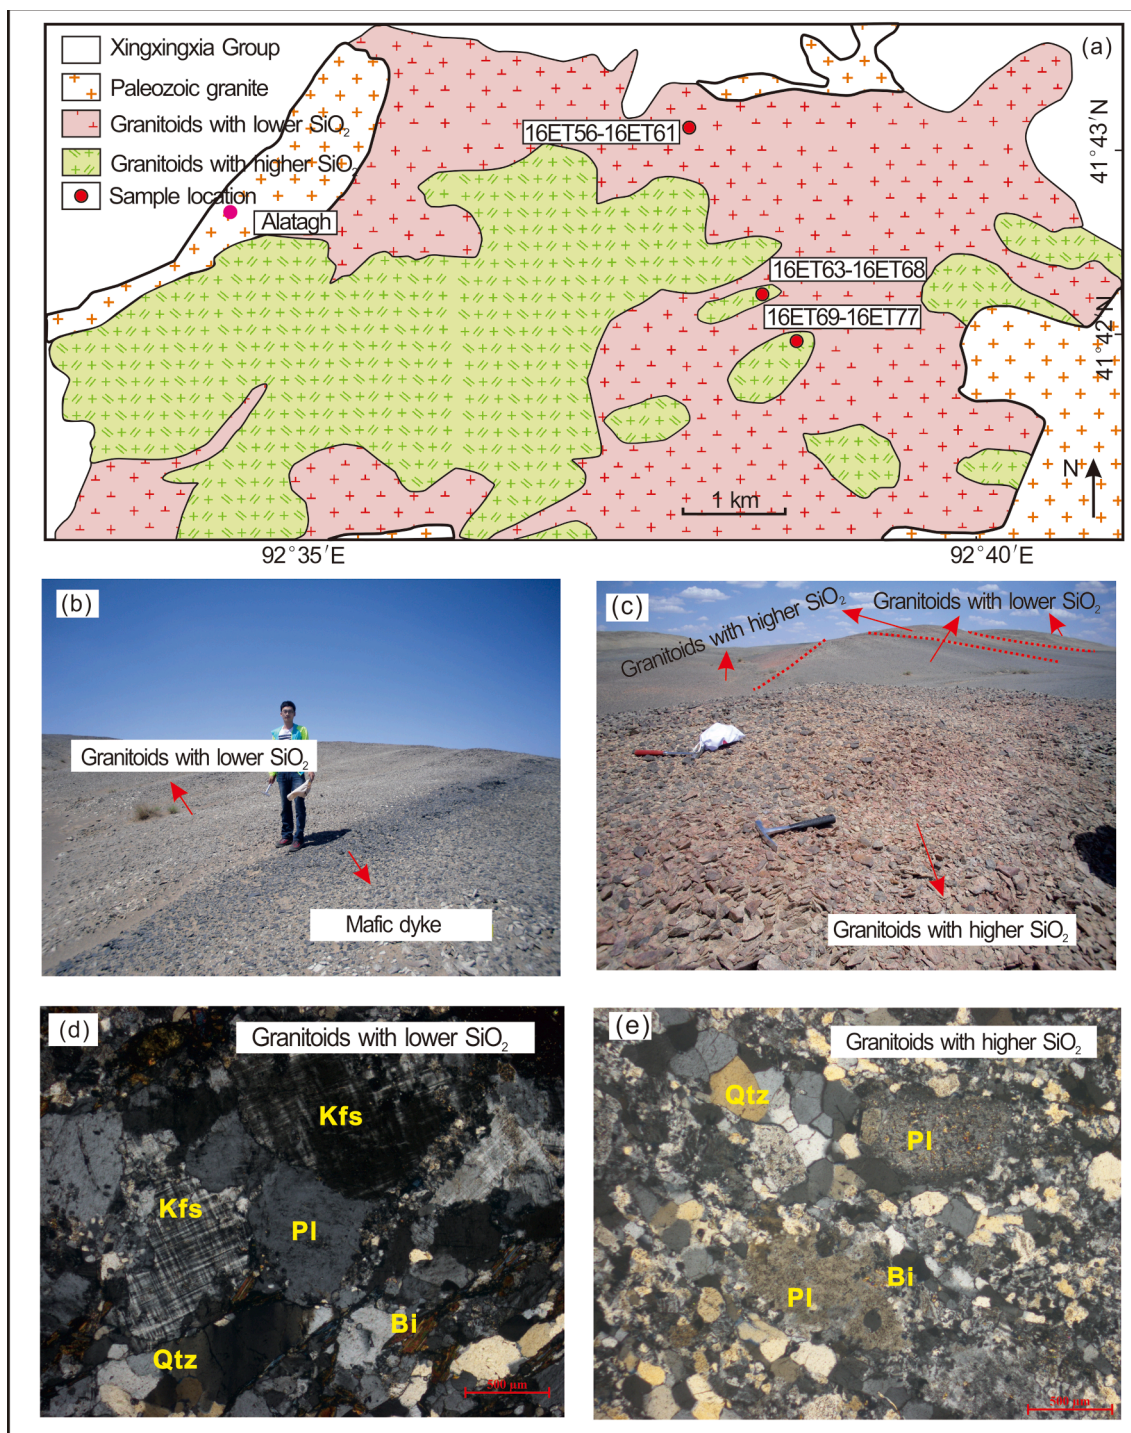 (a)
Xingxingxia Group
Paleozoic granite
Granitoids with lower SiO₂
Granitoids with higher SiO₂
Sample location
Alatagh
16ET56-16ET61
16ET63-16ET68
16ET69-16ET77
41°43′N
41°42′N
N
1 km
92°35′E
92°40′E
(b)
Granitoids with lower SiO₂
Mafic dyke
(c)
Granitoids with higher SiO₂
Granitoids with lower SiO₂
Granitoids with higher SiO₂
(d)
Granitoids with lower SiO₂
Kfs
Kfs
Pl
Bi
Qtz
500 μm
(e)
Granitoids with higher SiO₂
Qtz
Pl
Bi
Pl
500 μm